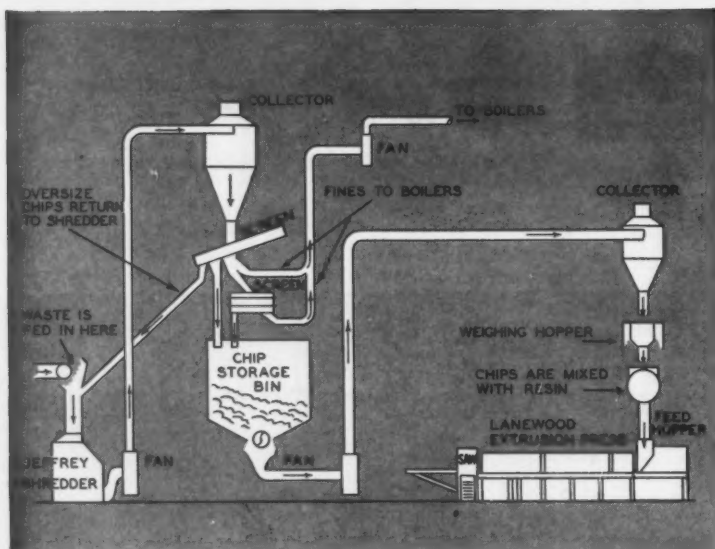 COLLECTOR
TO BOILERS
FAN
OVERSIZE
CHIPS RETURN
TO SHREDDER
FINES TO BOILERS
COLLECTOR
SCREEN
SCREEN
WASTE IS
FED IN HERE
CHIP
STORAGE
BIN
WEIGHING HOPPER
CHIPS ARE MIXED
WITH RESIN
FEED
HOPPER
LANEWOOD
EXTRUSION PRESS
JEFFREY
SHREDDER
FAN
FAN
SAW